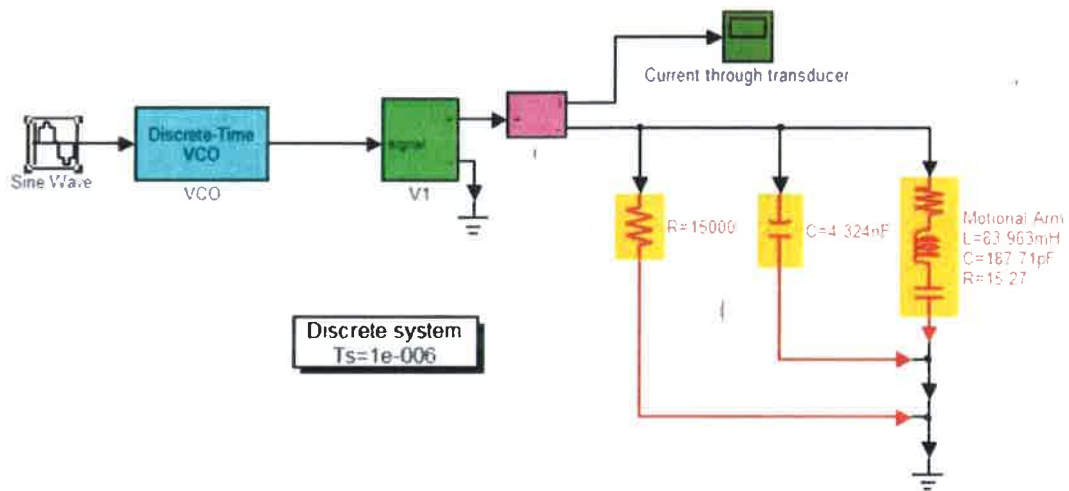 Current through transducer
Discrete-Time
VCO
signal
Sine Wave
VCO
V1
i
R=15000
C=4.324nF
Motional Arm
L=83.963mH
C=187.71pF
R=15.27
Discrete system
Ts=1e-006